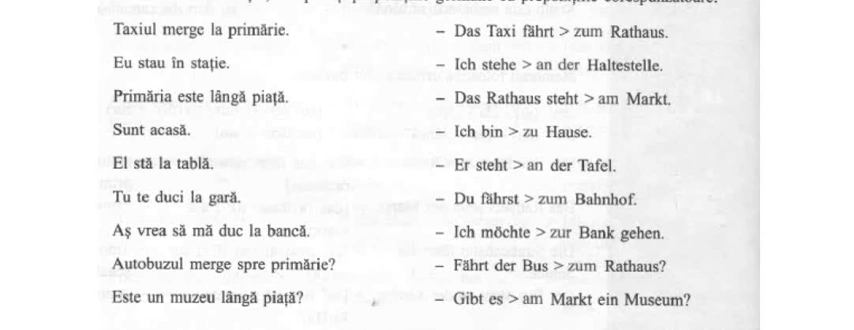 Taxiul merge la primărie. – Das Taxi fährt > zum Rathaus.
Eu stau în stație. – Ich stehe > an der Haltestelle.
Primăria este lângă piață. – Das Rathaus steht > am Markt.
Sunt acasă. – Ich bin > zu Hause.
El stă la tablă. – Er steht > an der Tafel.
Tu te duci la gară. – Du fährst > zum Bahnhof.
Aș vrea să mă duc la bancă. – Ich möchte > zur Bank gehen.
Autobuzul merge spre primărie? – Fährt der Bus > zum Rathaus?
Este un muzeu lângă piață? – Gibt es > am Markt ein Museum?